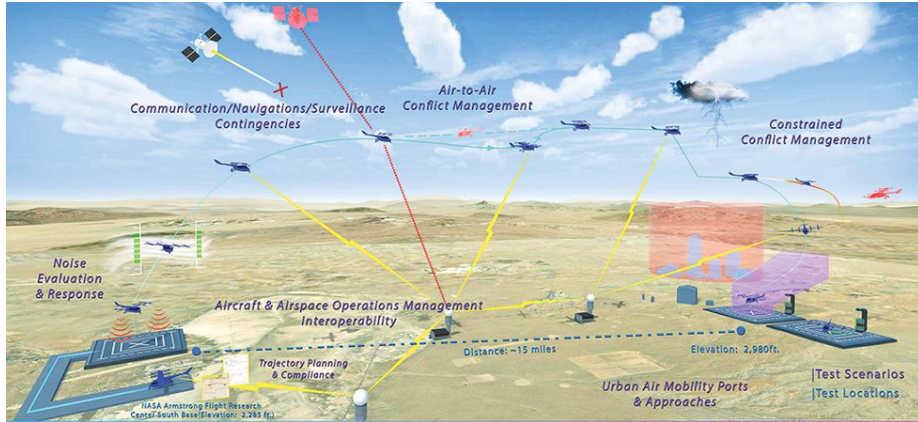 Communication/Navigations/Surveillance
Contingencies
Air-to-Air
Conflict Management
Constrained
Conflict Management
Noise
Evaluation
& Response
Aircraft & Airspace Operations Management
Interoperability
Trajectory Planning
& Compliance
Distance: ~15 miles
Elevation: 2,980ft.
Urban Air Mobility Ports
& Approaches
|Test Scenarios
|Test Locations
NASA Armstrong Flight Research
Center South Base(Elevation: 2,285 ft.)